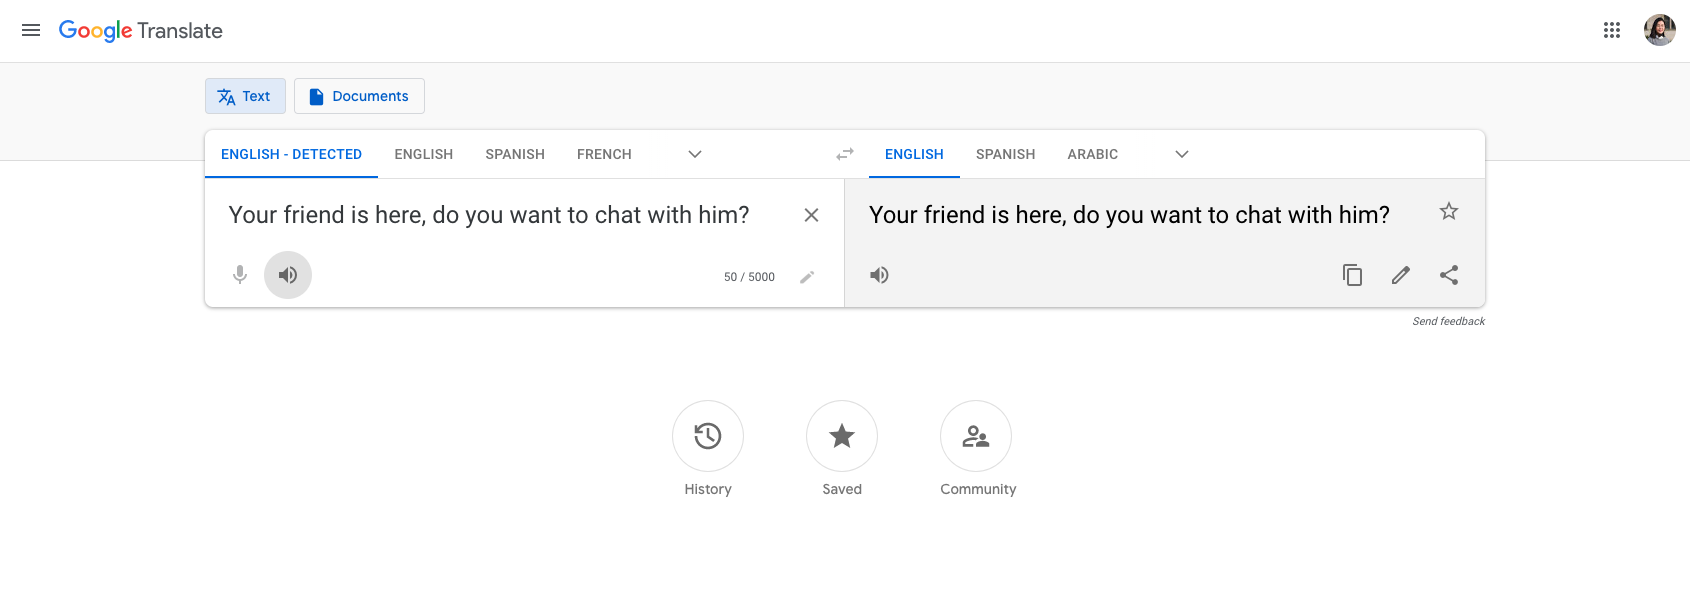 Google Translate
Text Documents
ENGLISH - DETECTED ENGLISH SPANISH FRENCH ENGLISH SPANISH ARABIC
Your friend is here, do you want to chat with him? Your friend is here, do you want to chat with him?
50 / 5000
Send feedback
History Saved Community